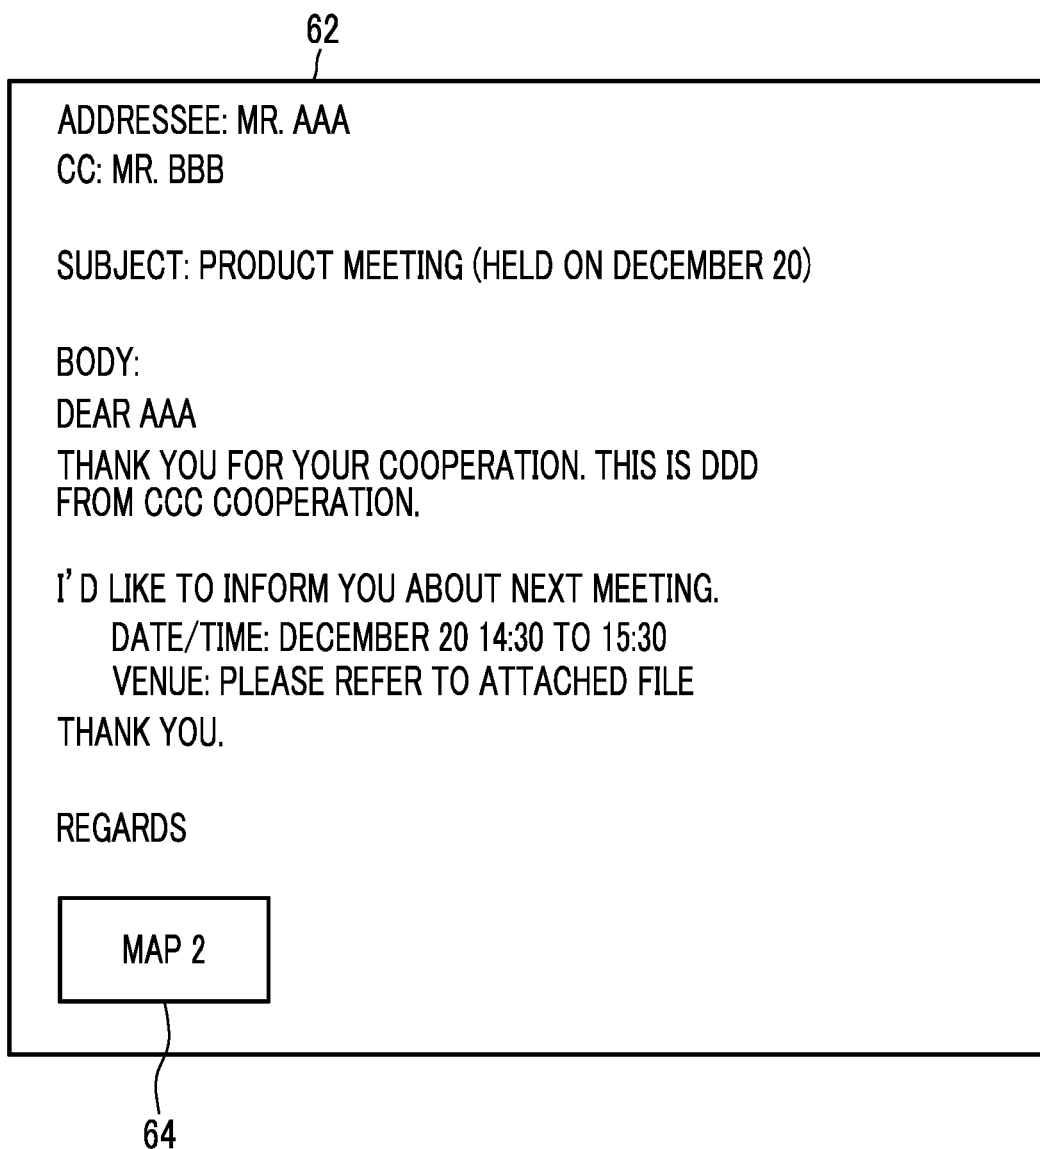 62
ADDRESSEE: MR. AAA
CC: MR. BBB
SUBJECT: PRODUCT MEETING (HELD ON DECEMBER 20)
BODY:
DEAR AAA
THANK YOU FOR YOUR COOPERATION. THIS IS DDD
FROM CCC COOPERATION.
I'D LIKE TO INFORM YOU ABOUT NEXT MEETING.
DATE/TIME: DECEMBER 20 14:30 TO 15:30
VENUE: PLEASE REFER TO ATTACHED FILE
THANK YOU.
REGARDS
MAP 2
64